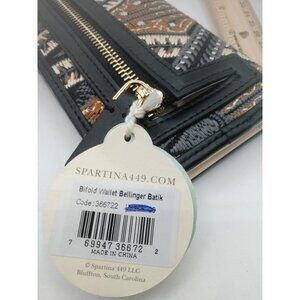 SPARTINA449.COM
Bifold Wallet Bellinger Batik
Code:366722
7 69947 36672 2
MADE IN CHINA
© Spartina 449 LLC
Bluffton, South Carolina